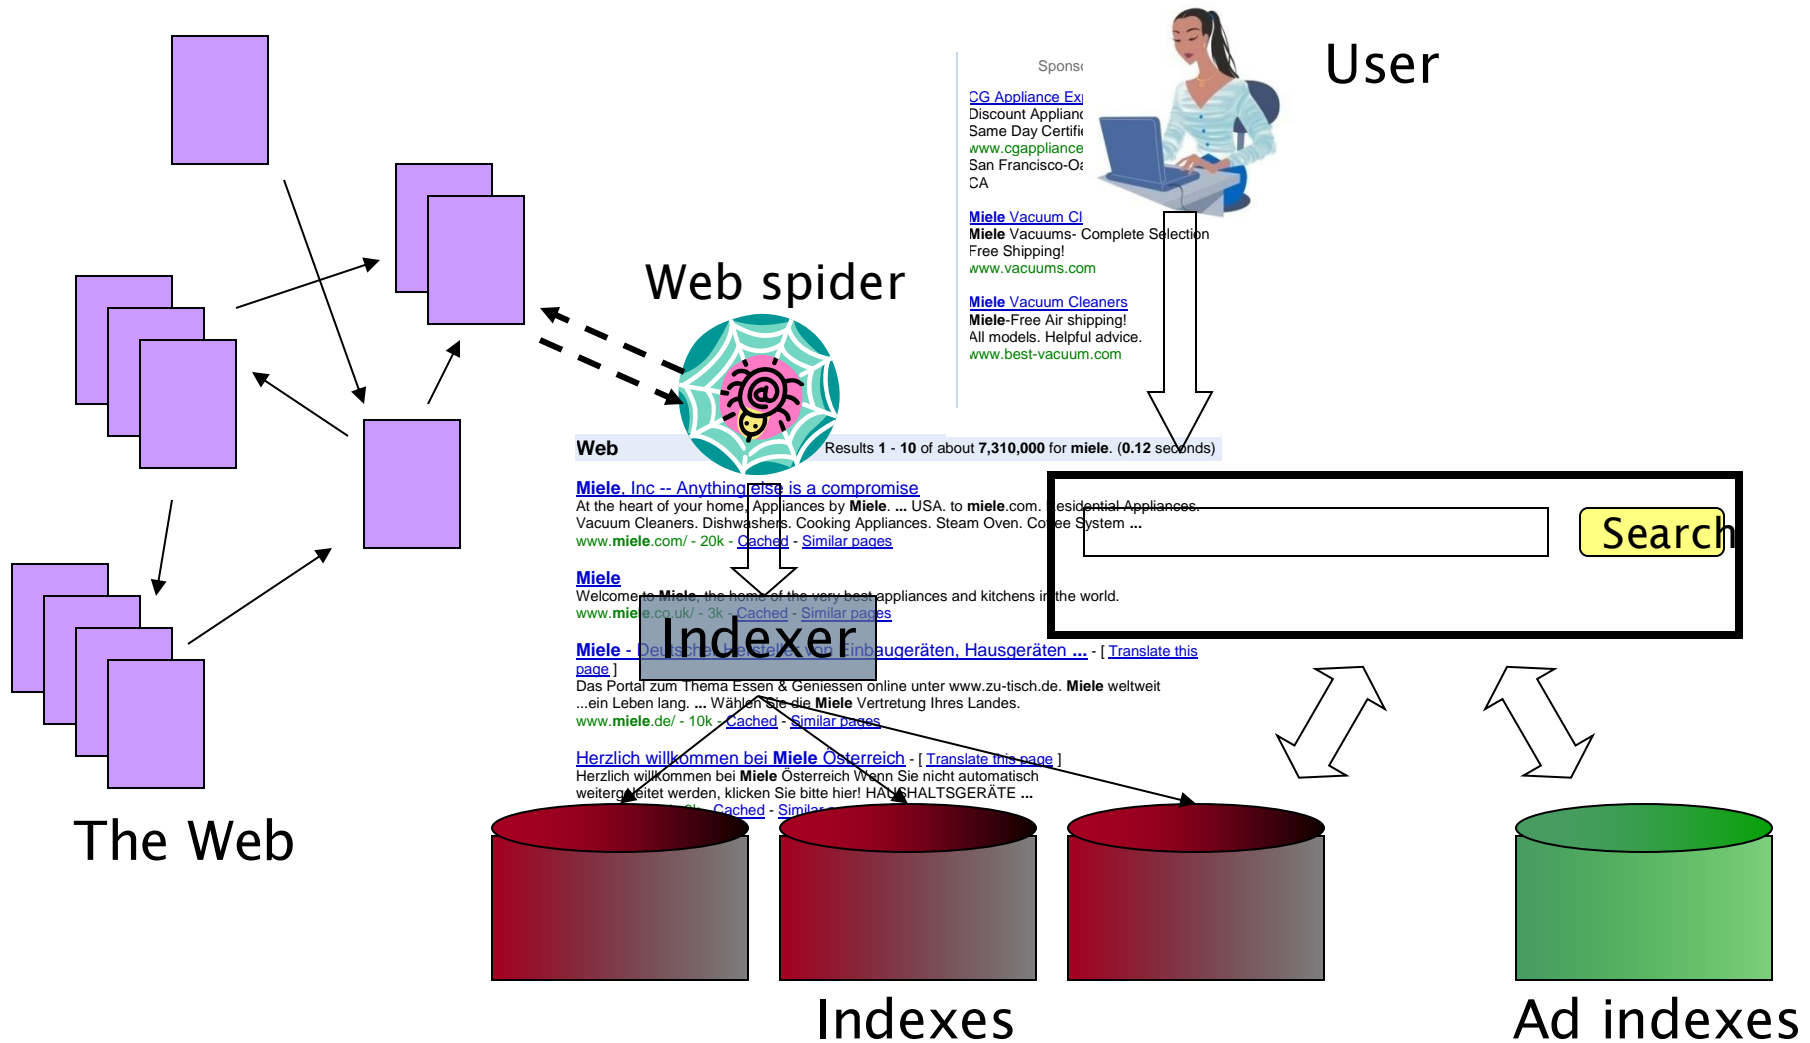 User
Sponso
CG Appliance Exp
Discount Applianc
Same Day Certifie
www.cgappliance
San Francisco-Oa
CA
Miele Vacuum Cl
Miele Vacuums- Complete Selection
Free Shipping!
www.vacuums.com
Miele Vacuum Cleaners
Miele-Free Air shipping!
All models. Helpful advice.
www.best-vacuum.com
Web spider
Web Results 1 - 10 of about 7,310,000 for miele. (0.12 seconds)
Miele, Inc -- Anything else is a compromise
At the heart of your home, Appliances by Miele. ... USA. to miele.com. Residential Appliances.
Vacuum Cleaners. Dishwashers. Cooking Appliances. Steam Oven. Coffee System ...
www.miele.com/ - 20k - Cached - Similar pages
Search
Miele
Welcome to Miele, the home of the very best appliances and kitchens in the world.
www.miele.co.uk/ - 3k - Cached - Similar pages
Indexer
Miele - Deutscher Hersteller von Einbaugeräten, Hausgeräten ... - [ Translate this
page ]
Das Portal zum Thema Essen & Geniessen online unter www.zu-tisch.de. Miele weltweit
...ein Leben lang. ... Wählen Sie die Miele Vertretung Ihres Landes.
www.miele.de/ - 10k - Cached - Similar pages
Herzlich willkommen bei Miele Österreich - [ Translate this page ]
Herzlich willkommen bei Miele Österreich Wenn Sie nicht automatisch
weitergeleitet werden, klicken Sie bitte hier! HAUSHALTSGERÄTE ...
Cached - Similar
The Web
Indexes
Ad indexes